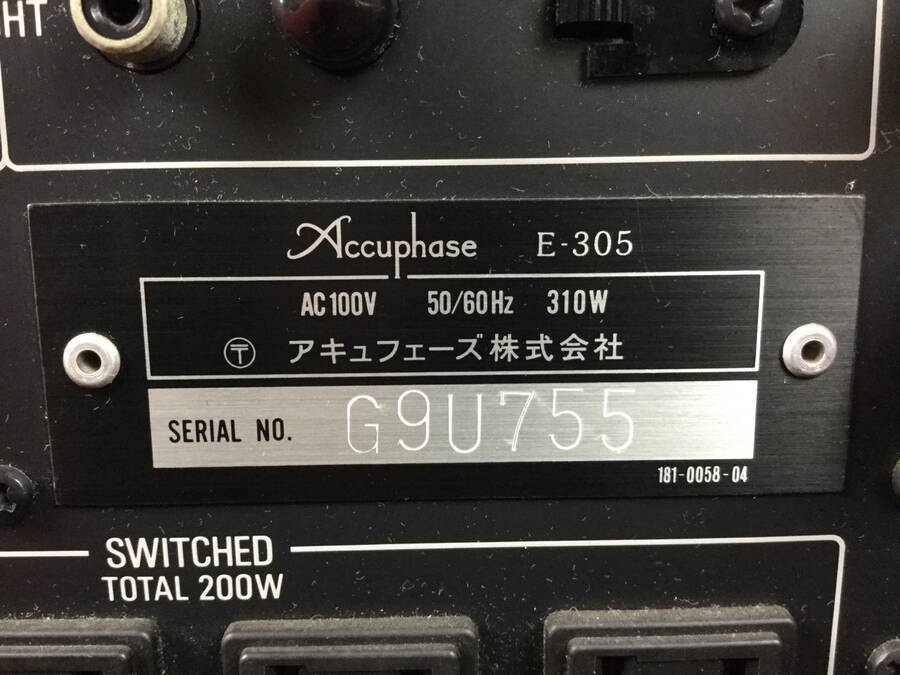 HT
Accuphase E-305
AC100V 50/60Hz 310W
〒 アキュフェーズ株式会社
SERIAL NO. G9U755
181-0058-04
SWITCHED
TOTAL 200W